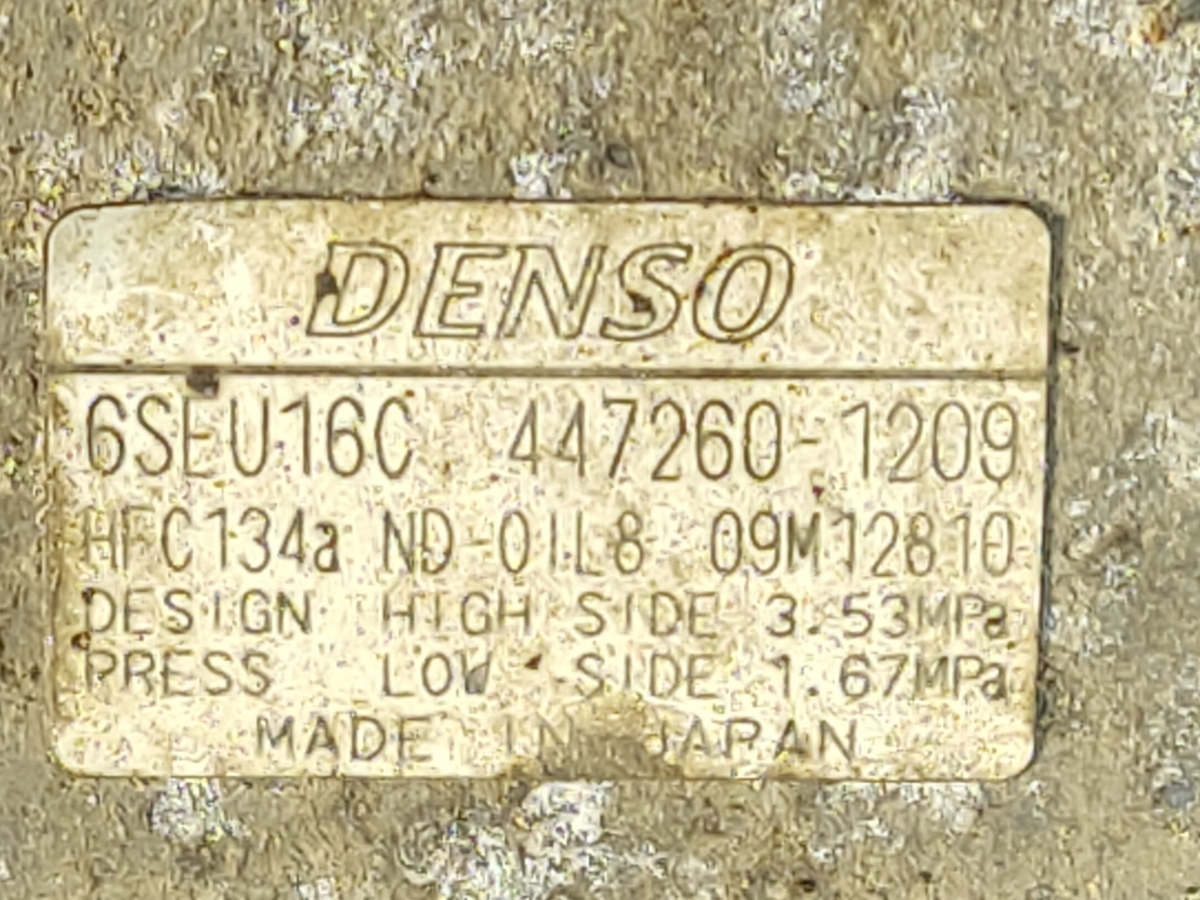 DENSO
6SEU16C 447260-1209
HFC134a ND-OIL8 09M12810
DESIGN HIGH SIDE 3.53MPa
PRESS LOW SIDE 1.67MPa
MADE IN JAPAN